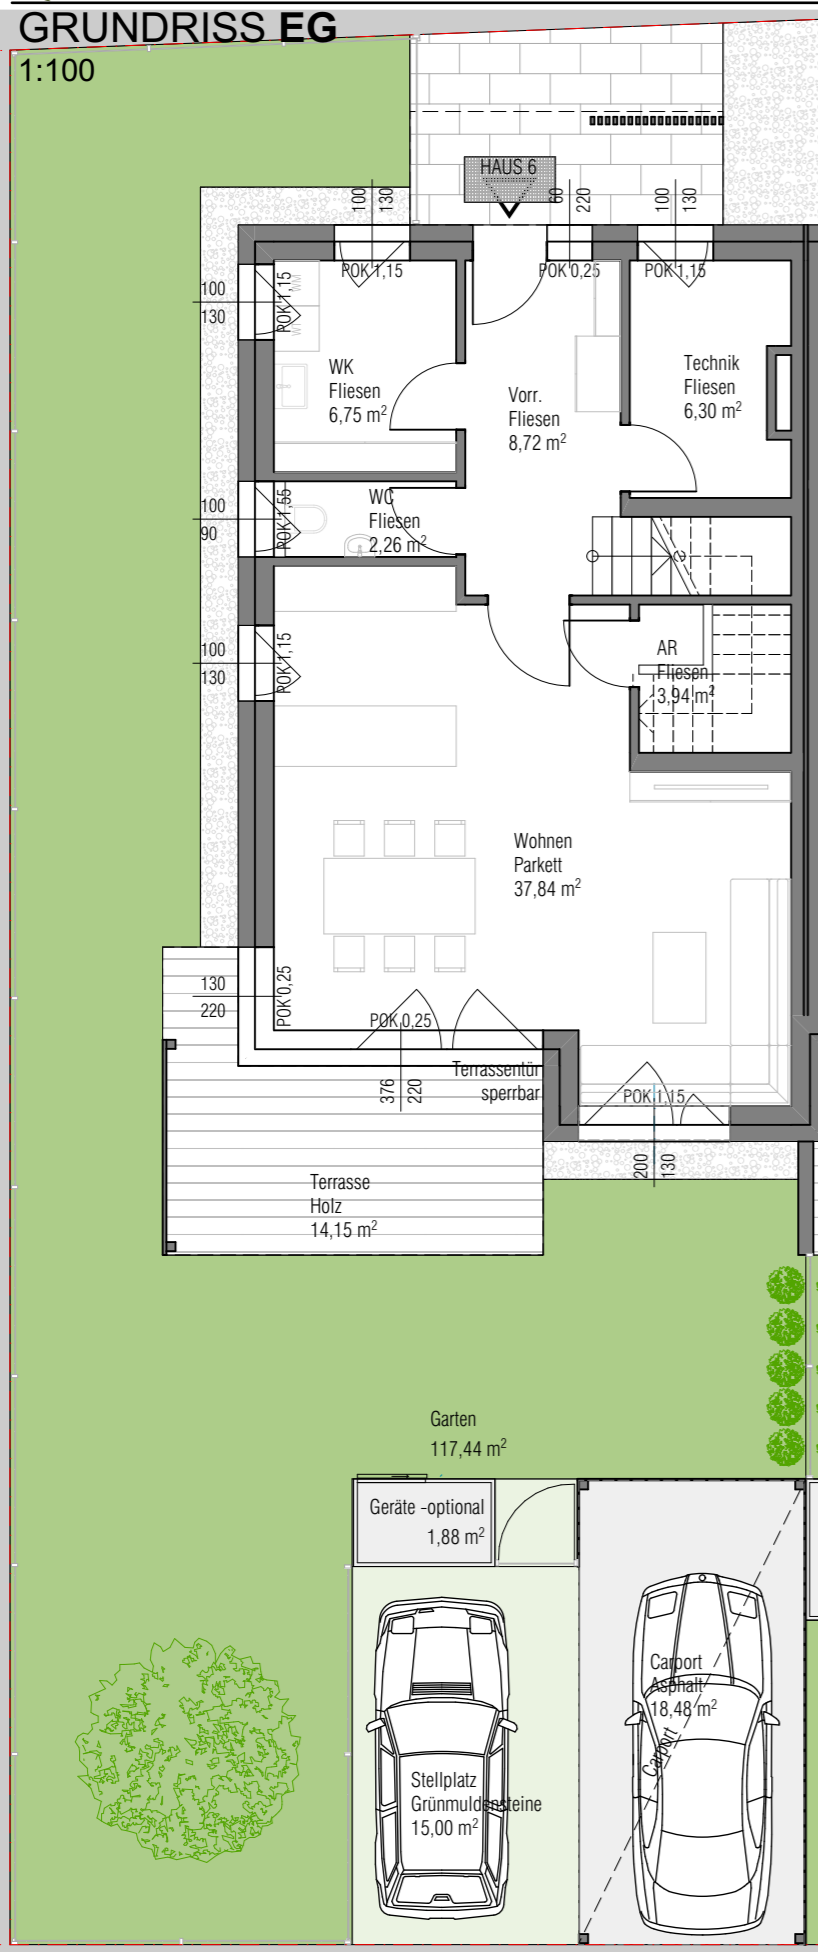 GRUNDRISS EG
1:100
HAUS 6
100
130
60
220
100
130
POK 1,15
POK 0,25
POK 1,15
100
130
POK 1,15
WM
WT
WK
Fliesen
6,75 m²
Vorr.
Fliesen
8,72 m²
Technik
Fliesen
6,30 m²
100
90
POK 1,55
WC
Fliesen
2,26 m²
100
130
POK 1,15
AR
Fliesen
3,94 m²
Wohnen
Parkett
37,84 m²
130
220
POK 0,25
POK 0,25
376
220
Terrassentür
sperrbar
POK 1,15
200
130
Terrasse
Holz
14,15 m²
Garten
117,44 m²
Geräte -optional
1,88 m²
Carport
Asphalt
18,48 m²
Carport
Stellplatz
Grünmuldensteine
15,00 m²